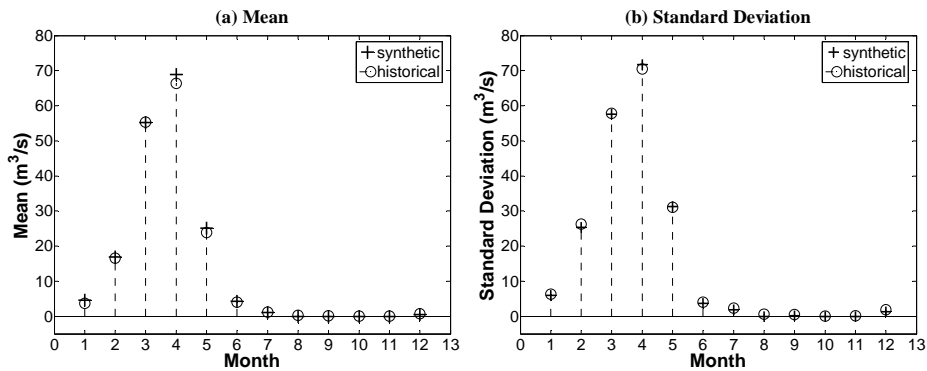 (a) Mean
80
70
60
50
40
30
20
10
0
Mean (m³/s)
synthetic
historical
0 1 2 3 4 5 6 7 8 9 10 11 12 13
Month
(b) Standard Deviation
80
70
60
50
40
30
20
10
0
Standard Deviation (m³/s)
synthetic
historical
0 1 2 3 4 5 6 7 8 9 10 11 12 13
Month